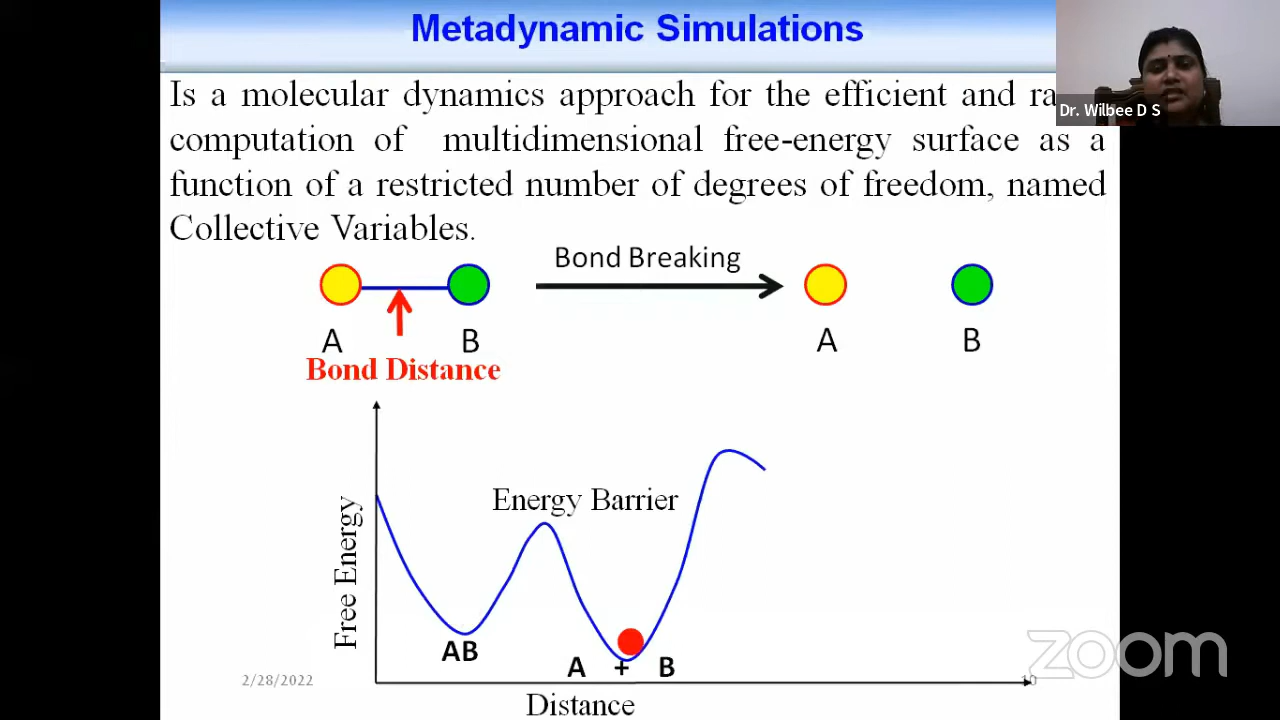 Metadynamic Simulations
Is a molecular dynamics approach for the efficient and
computation of multidimensional free-energy surface as a
function of a restricted number of degrees of freedom, named
Collective Variables.
Dr. Wilbee D S
Bond Breaking
A B A B
Bond Distance
Energy Barrier
Free Energy
AB
A + B
Distance
2/28/2022
10
zoom